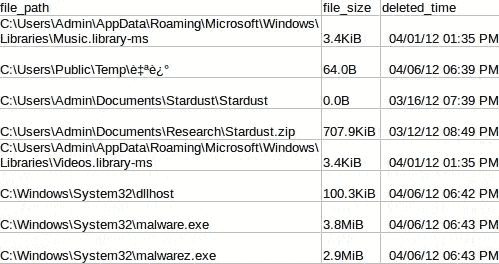 file_path file_size deleted_time
C:\Users\Admin\AppData\Roaming\Microsoft\Windows\
Libraries\Music.library-ms 3.4KiB 04/01/12 01:35 PM
C:\Users\Public\Temp\è‡ªè¿° 64.0B 04/06/12 06:39 PM
C:\Users\Admin\Documents\Stardust\Stardust 0.0B 03/16/12 07:39 PM
C:\Users\Admin\Documents\Research\Stardust.zip 707.9KiB 03/12/12 08:49 PM
C:\Users\Admin\AppData\Roaming\Microsoft\Windows\
Libraries\Videos.library-ms 3.4KiB 04/01/12 01:35 PM
C:\Windows\System32\dllhost 100.3KiB 04/06/12 06:42 PM
C:\Windows\System32\malware.exe 3.8MiB 04/06/12 06:43 PM
C:\Windows\System32\malwarez.exe 2.9MiB 04/06/12 06:43 PM